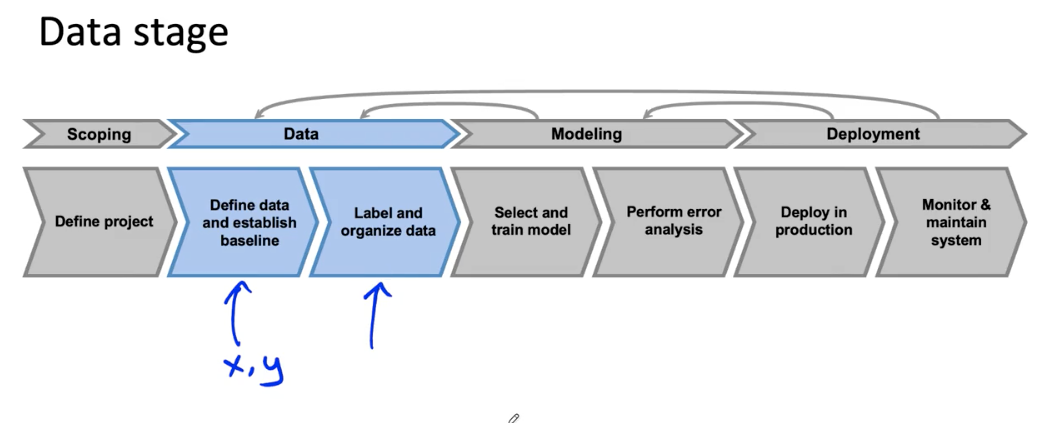 Data stage
Scoping
Data
Modeling
Deployment
Define project
Define data
and establish
baseline
Label and
organize data
Select and
train model
Perform error
analysis
Deploy in
production
Monitor &
maintain
system
x, y